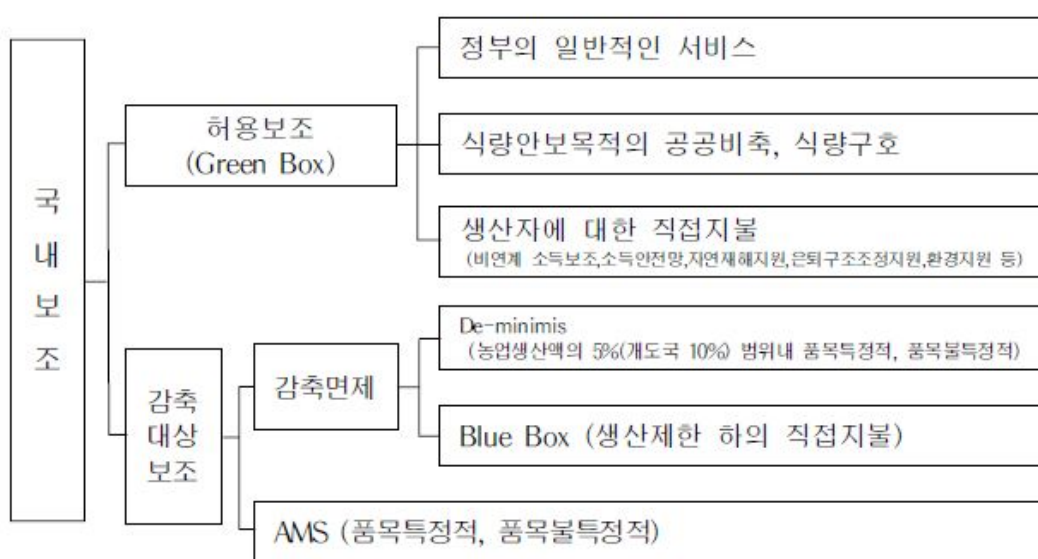 국
내
보
조
허용보조
(Green Box)
정부의 일반적인 서비스
식량안보목적의 공공비축, 식량구호
생산자에 대한 직접지불
(비연계 소득보조,소득안전망,자연재해지원,은퇴구조조정지원,환경지원 등)
감축
대상
보조
감축면제
De-minimis
(농업생산액의 5%(개도국 10%) 범위내 품목특정적, 품목불특정적)
Blue Box (생산제한 하의 직접지불)
AMS (품목특정적, 품목불특정적)